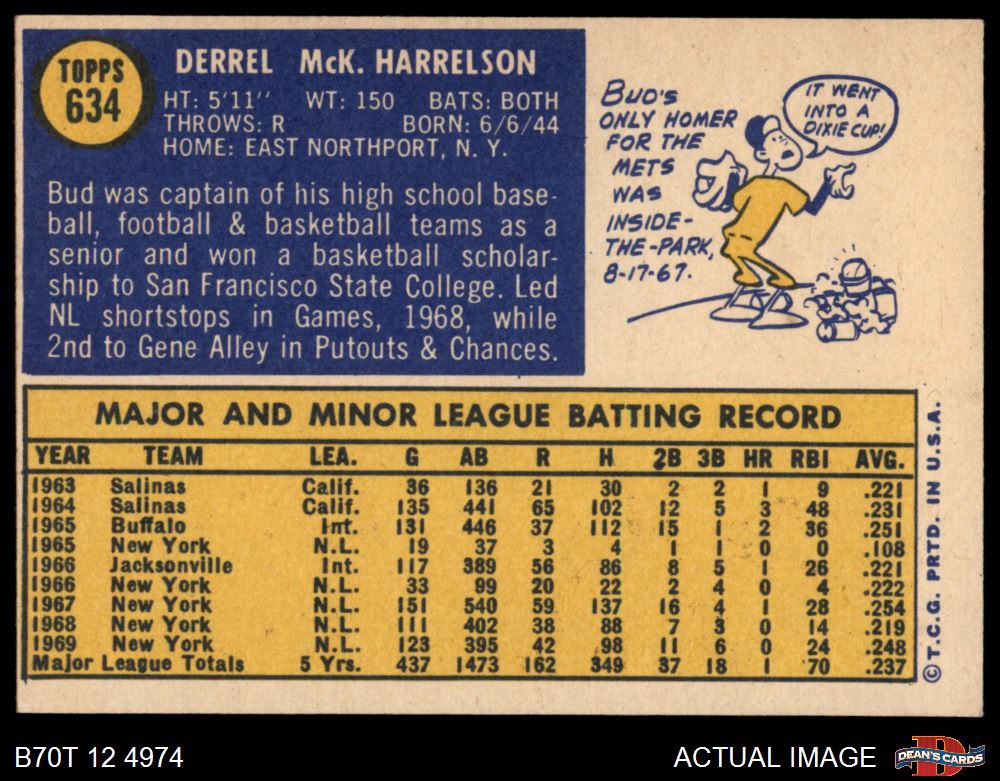 TOPPS
634
DERREL McK. HARRELSON
HT: 5'11" WT: 150 BATS: BOTH
THROWS: R BORN: 6/6/44
HOME: EAST NORTHPORT, N. Y.
Bud was captain of his high school base-
ball, football & basketball teams as a
senior and won a basketball scholar-
ship to San Francisco State College. Led
NL shortstops in Games, 1968, while
2nd to Gene Alley in Putouts & Chances.
BUD'S
ONLY HOMER
FOR THE
METS
WAS
INSIDE-
THE-PARK,
8-17-67.
IT WENT
INTO A
DIXIE CUP!
MAJOR AND MINOR LEAGUE BATTING RECORD
YEAR TEAM LEA. G AB R H 2B 3B HR RBI AVG.
1963 Salinas Calif. 36 136 21 30 2 2 1 9 .221
1964 Salinas Calif. 135 441 65 102 12 5 3 48 .231
1965 Buffalo Int. 131 446 37 112 15 1 2 36 .251
1965 New York N.L. 19 37 3 4 1 1 0 0 .108
1966 Jacksonville Int. 117 389 56 86 8 5 1 26 .221
1966 New York N.L. 33 99 20 22 2 4 0 4 .222
1967 New York N.L. 151 540 59 137 16 4 1 28 .254
1968 New York N.L. 111 402 38 88 7 3 0 14 .219
1969 New York N.L. 123 395 42 98 11 6 0 24 .248
Major League Totals 5 Yrs. 437 1473 162 349 37 18 1 70 .237
© T.C.G. PRTD. IN U.S.A.
B70T 12 4974
ACTUAL IMAGE
DEAN'S CARDS